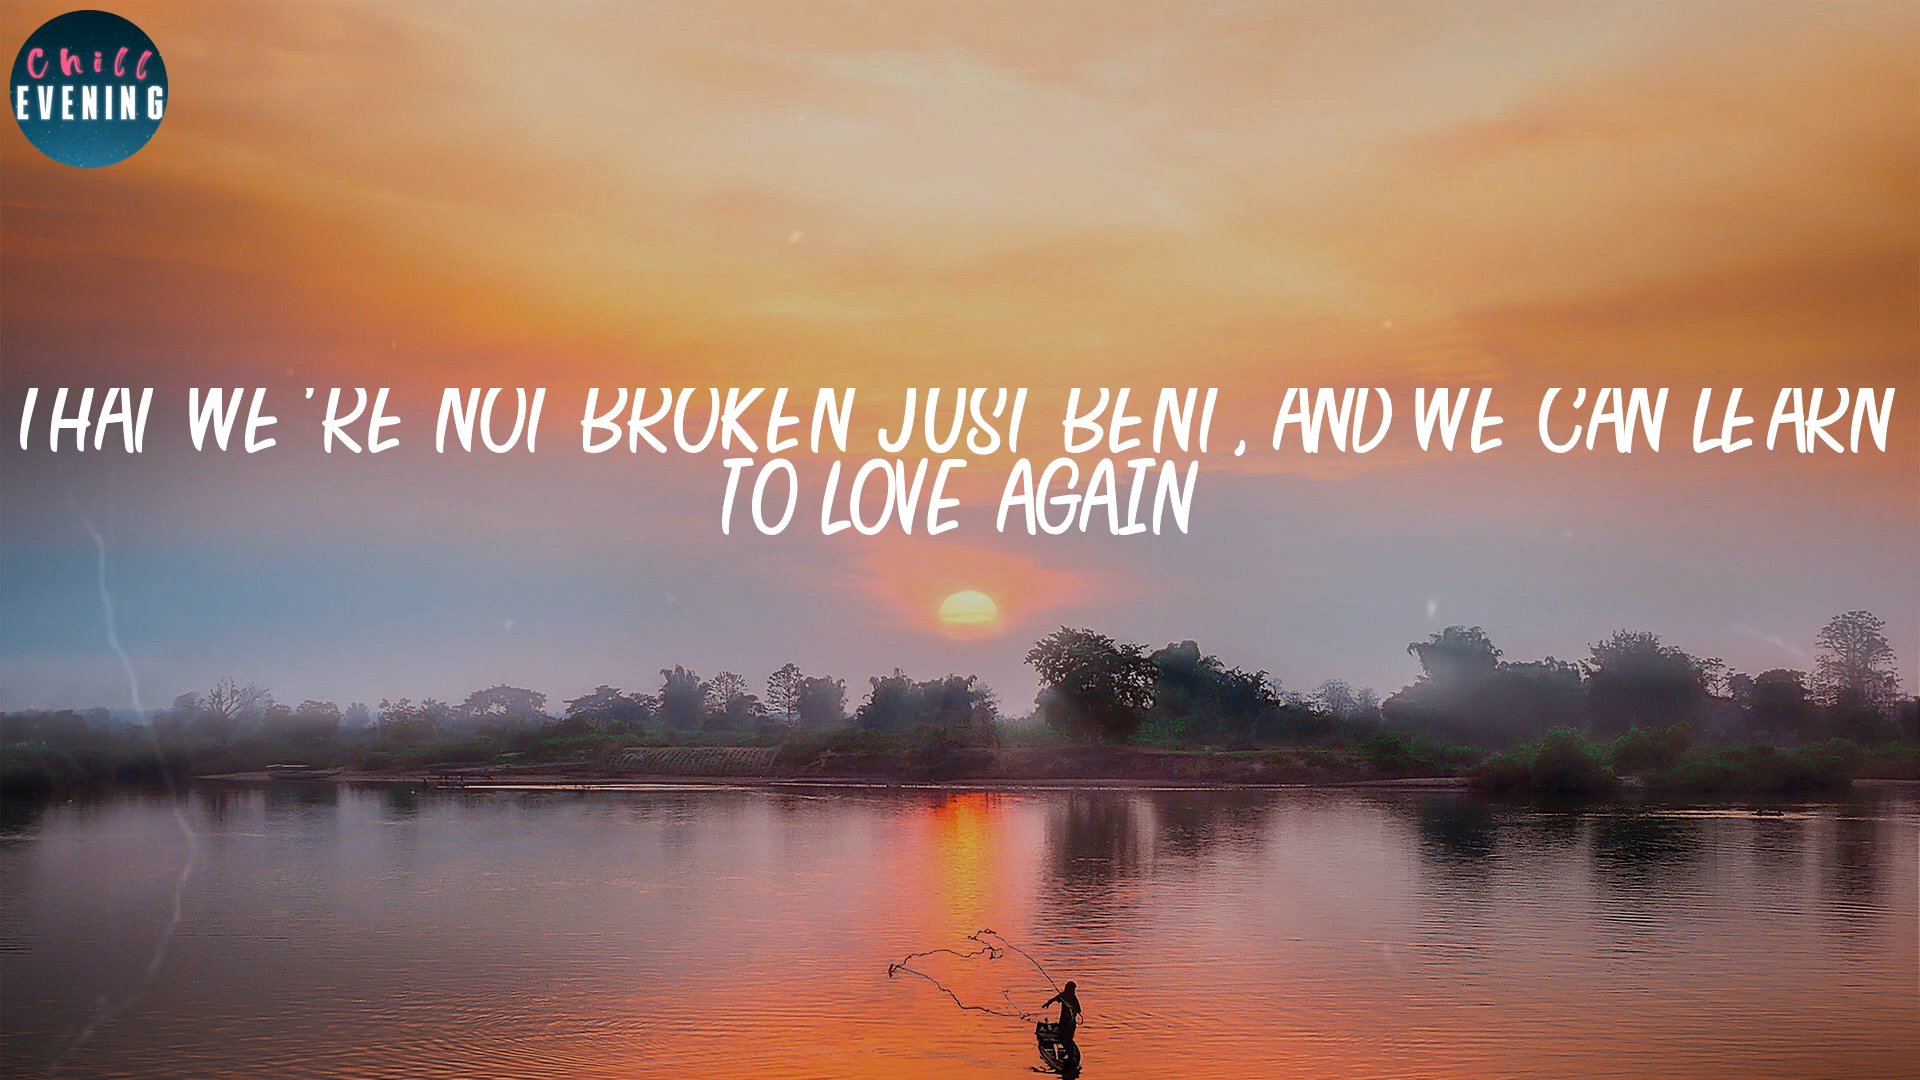 Chill
EVENING
THAT WE'RE NOT BROKEN JUST BENT, AND WE CAN LEARN
TO LOVE AGAIN